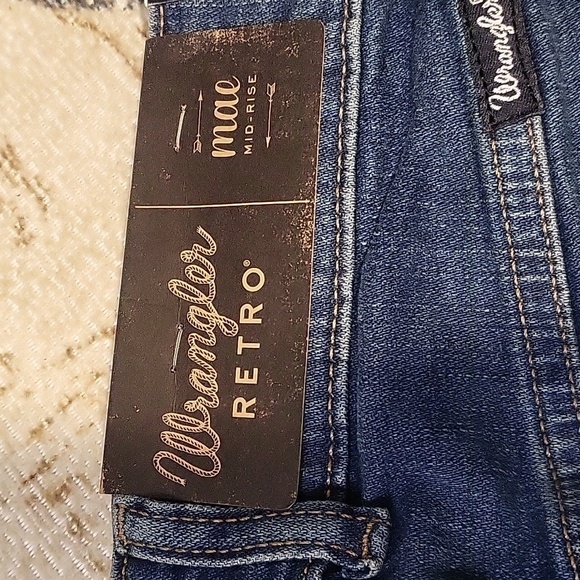 Wrangler
RETRO®
mae
MID-RISE
Wrangler